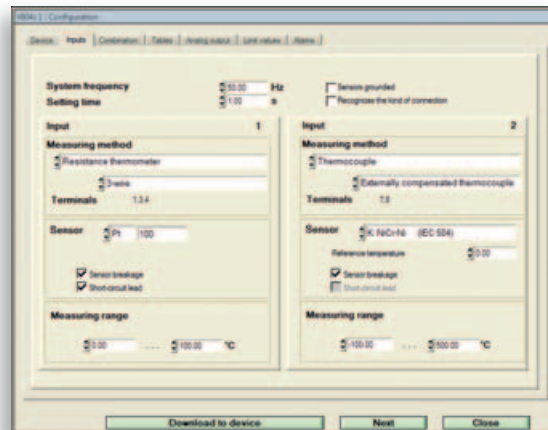 V604s 1 : Configuration
Device Inputs Combination Tables Analog output Limit values Alarms
System frequency 50.00 Hz Sensors grounded
Setting time 1.00 s Recognise the kind of connection
Input 1
Measuring method
Resistance thermometer
3-wire
Terminals 1,3,4
Sensor Pt 100
Sensor breakage
Short-circuit lead
Measuring range
0.00 ... 100.00 °C
Input 2
Measuring method
Thermocouple
Externally compensated thermocouple
Terminals
Sensor K: NiCr-Ni (IEC 584)
Reference temperature 0.00
Sensor breakage
Short-circuit lead
Measuring range
-100.00 ... 500.00 °C
Download to device Next Close